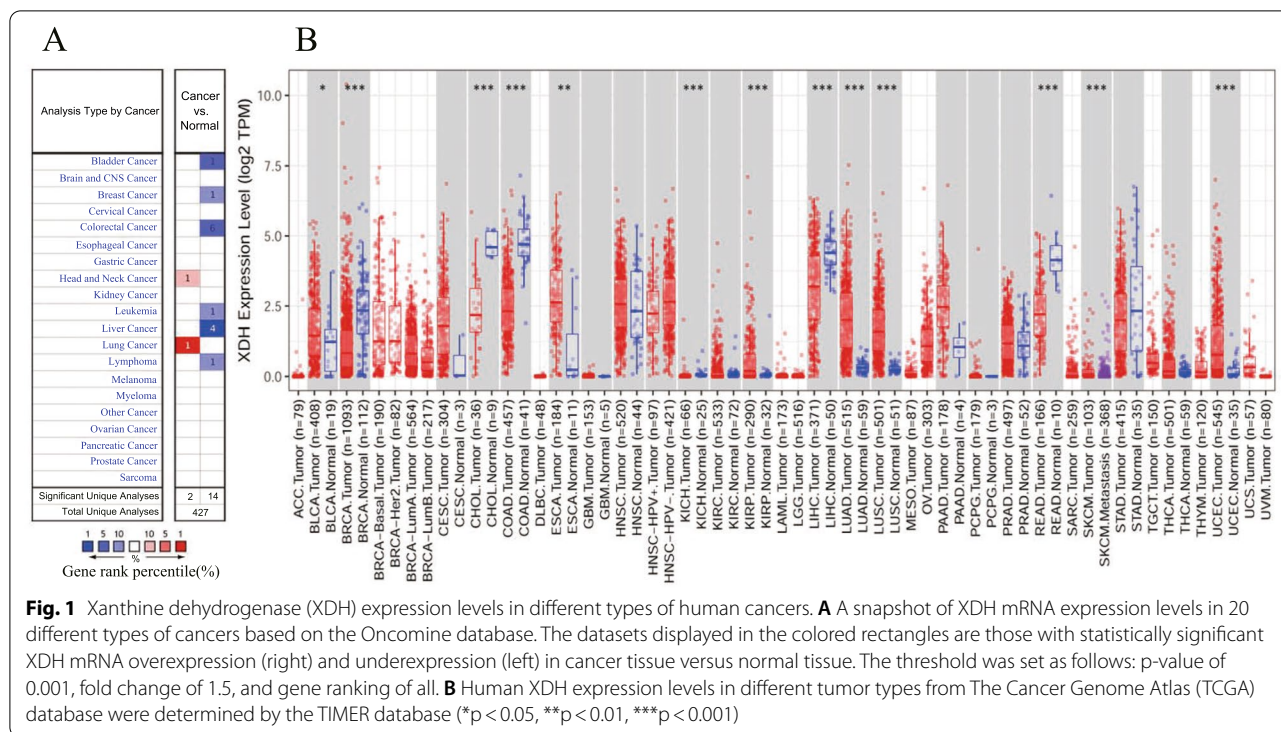 A
Analysis Type by Cancer
Cancer
vs.
Normal
Bladder Cancer 1
Brain and CNS Cancer
Breast Cancer 1
Cervical Cancer
Colorectal Cancer 6
Esophageal Cancer
Gastric Cancer
Head and Neck Cancer 1
Kidney Cancer
Leukemia 1
Liver Cancer 4
Lung Cancer 1
Lymphoma 1
Melanoma
Myeloma
Other Cancer
Ovarian Cancer
Pancreatic Cancer
Prostate Cancer
Sarcoma
Significant Unique Analyses 2 14
Total Unique Analyses 427
1 5 10 10 5 1
%
Gene rank percentile(%)
B
XDH Expression Level (log2 TPM)
10.0
7.5
5.0
2.5
0.0
* *** *** *** ** *** *** *** *** *** *** *** ***
ACC.Tumor (n=79)
BLCA.Tumor (n=408)
BLCA.Normal (n=19)
BRCA.Tumor (n=1093)
BRCA.Normal (n=112)
BRCA-Basal.Tumor (n=190)
BRCA-Her2.Tumor (n=82)
BRCA-LumA.Tumor (n=564)
BRCA-LumB.Tumor (n=217)
CESC.Tumor (n=304)
CESC.Normal (n=3)
CHOL.Tumor (n=36)
CHOL.Normal (n=9)
COAD.Tumor (n=457)
COAD.Normal (n=41)
DLBC.Tumor (n=48)
ESCA.Tumor (n=184)
ESCA.Normal (n=11)
GBM.Tumor (n=153)
GBM.Normal (n=5)
HNSC.Tumor (n=520)
HNSC.Normal (n=44)
HNSC-HPV+.Tumor (n=97)
HNSC-HPV-.Tumor (n=421)
KICH.Tumor (n=66)
KICH.Normal (n=25)
KIRC.Tumor (n=533)
KIRC.Normal (n=72)
KIRP.Tumor (n=290)
KIRP.Normal (n=32)
LAML.Tumor (n=173)
LGG.Tumor (n=516)
LIHC.Tumor (n=371)
LIHC.Normal (n=50)
LUAD.Tumor (n=515)
LUAD.Normal (n=59)
LUSC.Tumor (n=501)
LUSC.Normal (n=51)
MESO.Tumor (n=87)
OV.Tumor (n=303)
PAAD.Tumor (n=178)
PAAD.Normal (n=4)
PCPG.Tumor (n=179)
PCPG.Normal (n=3)
PRAD.Tumor (n=497)
PRAD.Normal (n=52)
READ.Tumor (n=166)
READ.Normal (n=10)
SARC.Tumor (n=259)
SKCM.Tumor (n=103)
SKCM.Metastasis (n=368)
STAD.Tumor (n=415)
STAD.Normal (n=35)
TGCT.Tumor (n=150)
THCA.Tumor (n=501)
THCA.Normal (n=59)
THYM.Tumor (n=120)
UCEC.Tumor (n=545)
UCEC.Normal (n=35)
UCS.Tumor (n=57)
UVM.Tumor (n=80)
Fig. 1 Xanthine dehydrogenase (XDH) expression levels in different types of human cancers. A A snapshot of XDH mRNA expression levels in 20
different types of cancers based on the Oncomine database. The datasets displayed in the colored rectangles are those with statistically significant
XDH mRNA overexpression (right) and underexpression (left) in cancer tissue versus normal tissue. The threshold was set as follows: p-value of
0.001, fold change of 1.5, and gene ranking of all. B Human XDH expression levels in different tumor types from The Cancer Genome Atlas (TCGA)
database were determined by the TIMER database (*p < 0.05, **p < 0.01, ***p < 0.001)